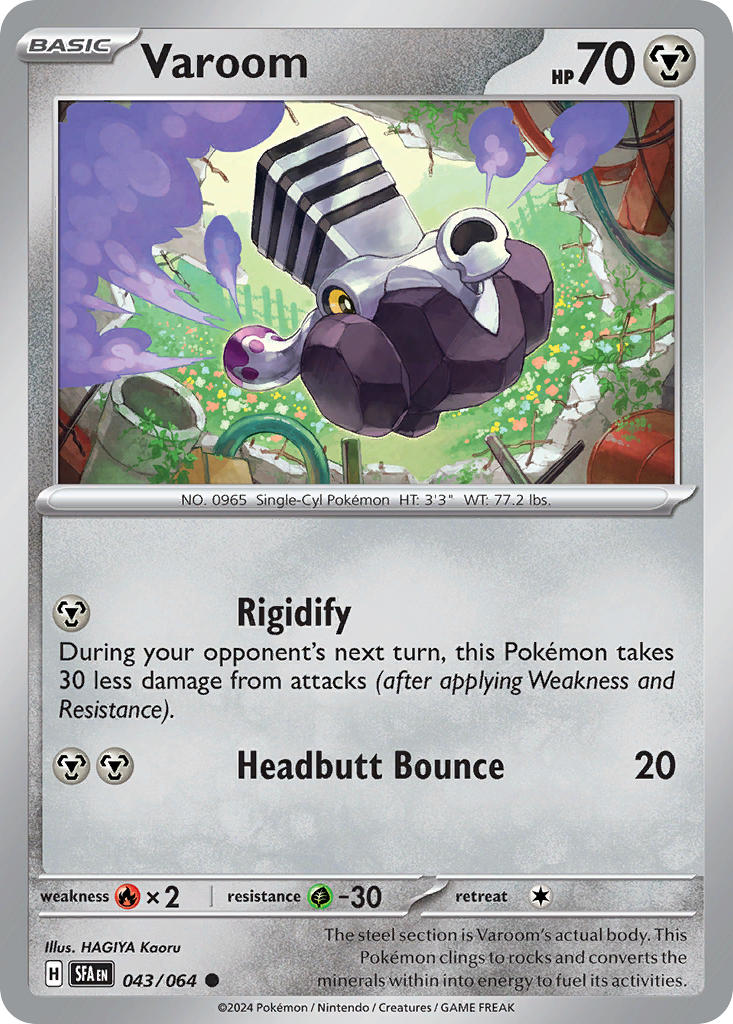 BASIC Varoom HP 70
NO. 0965 Single-Cyl Pokémon HT: 3'3" WT: 77.2 lbs.
Rigidify
During your opponent's next turn, this Pokémon takes
30 less damage from attacks (after applying Weakness and
Resistance).
Headbutt Bounce 20
weakness ×2 resistance -30 retreat
Illus. HAGIYA Kaoru
The steel section is Varoom's actual body. This
Pokémon clings to rocks and converts the
minerals within into energy to fuel its activities.
H SFA EN 043/064
©2024 Pokémon / Nintendo / Creatures / GAME FREAK